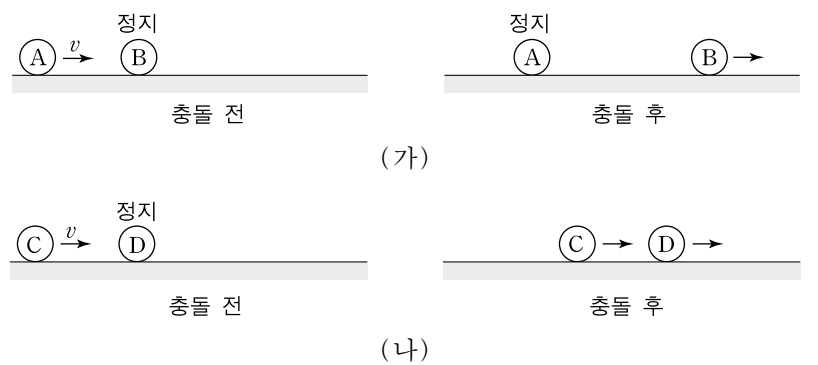 정지 정지
A v B A B
충돌 전 충돌 후
(가)
정지
C v D C D
충돌 전 충돌 후
(나)